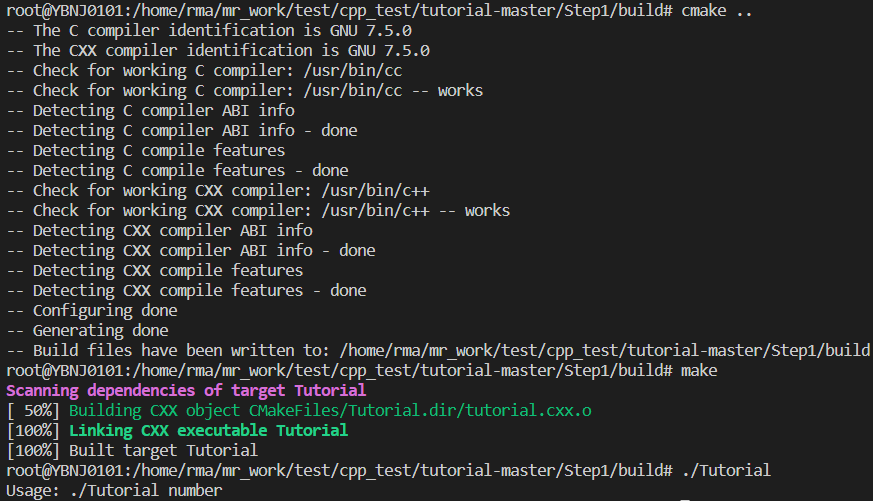 root@YBNJ0101:/home/rma/mr_work/test/cpp_test/tutorial-master/Step1/build# cmake ..
-- The C compiler identification is GNU 7.5.0
-- The CXX compiler identification is GNU 7.5.0
-- Check for working C compiler: /usr/bin/cc
-- Check for working C compiler: /usr/bin/cc -- works
-- Detecting C compiler ABI info
-- Detecting C compiler ABI info - done
-- Detecting C compile features
-- Detecting C compile features - done
-- Check for working CXX compiler: /usr/bin/c++
-- Check for working CXX compiler: /usr/bin/c++ -- works
-- Detecting CXX compiler ABI info
-- Detecting CXX compiler ABI info - done
-- Detecting CXX compile features
-- Detecting CXX compile features - done
-- Configuring done
-- Generating done
-- Build files have been written to: /home/rma/mr_work/test/cpp_test/tutorial-master/Step1/build
root@YBNJ0101:/home/rma/mr_work/test/cpp_test/tutorial-master/Step1/build# make
Scanning dependencies of target Tutorial
[ 50%] Building CXX object CMakeFiles/Tutorial.dir/tutorial.cxx.o
[100%] Linking CXX executable Tutorial
[100%] Built target Tutorial
root@YBNJ0101:/home/rma/mr_work/test/cpp_test/tutorial-master/Step1/build# ./Tutorial
Usage: ./Tutorial number